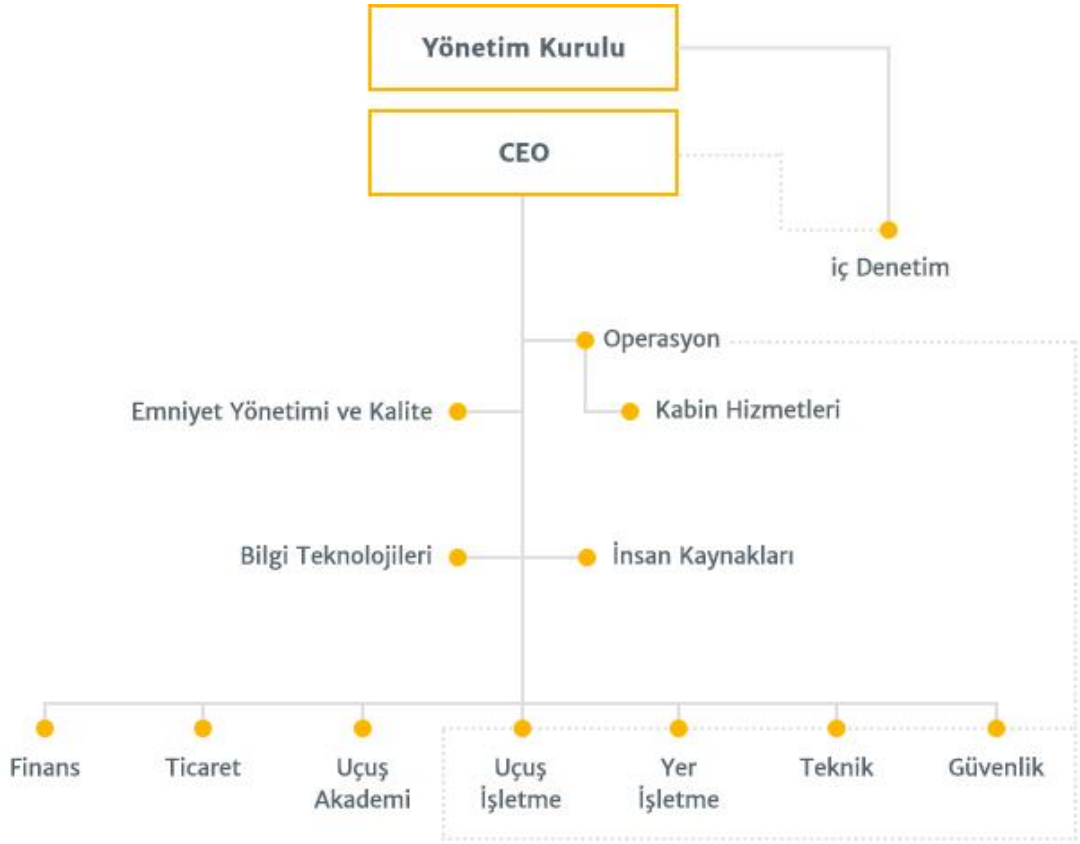 Yönetim Kurulu
CEO
iç Denetim
Operasyon
Emniyet Yönetimi ve Kalite
Kabin Hizmetleri
Bilgi Teknolojileri
İnsan Kaynakları
Finans
Ticaret
Uçuş
Akademi
Uçuş
İşletme
Yer
İşletme
Teknik
Güvenlik